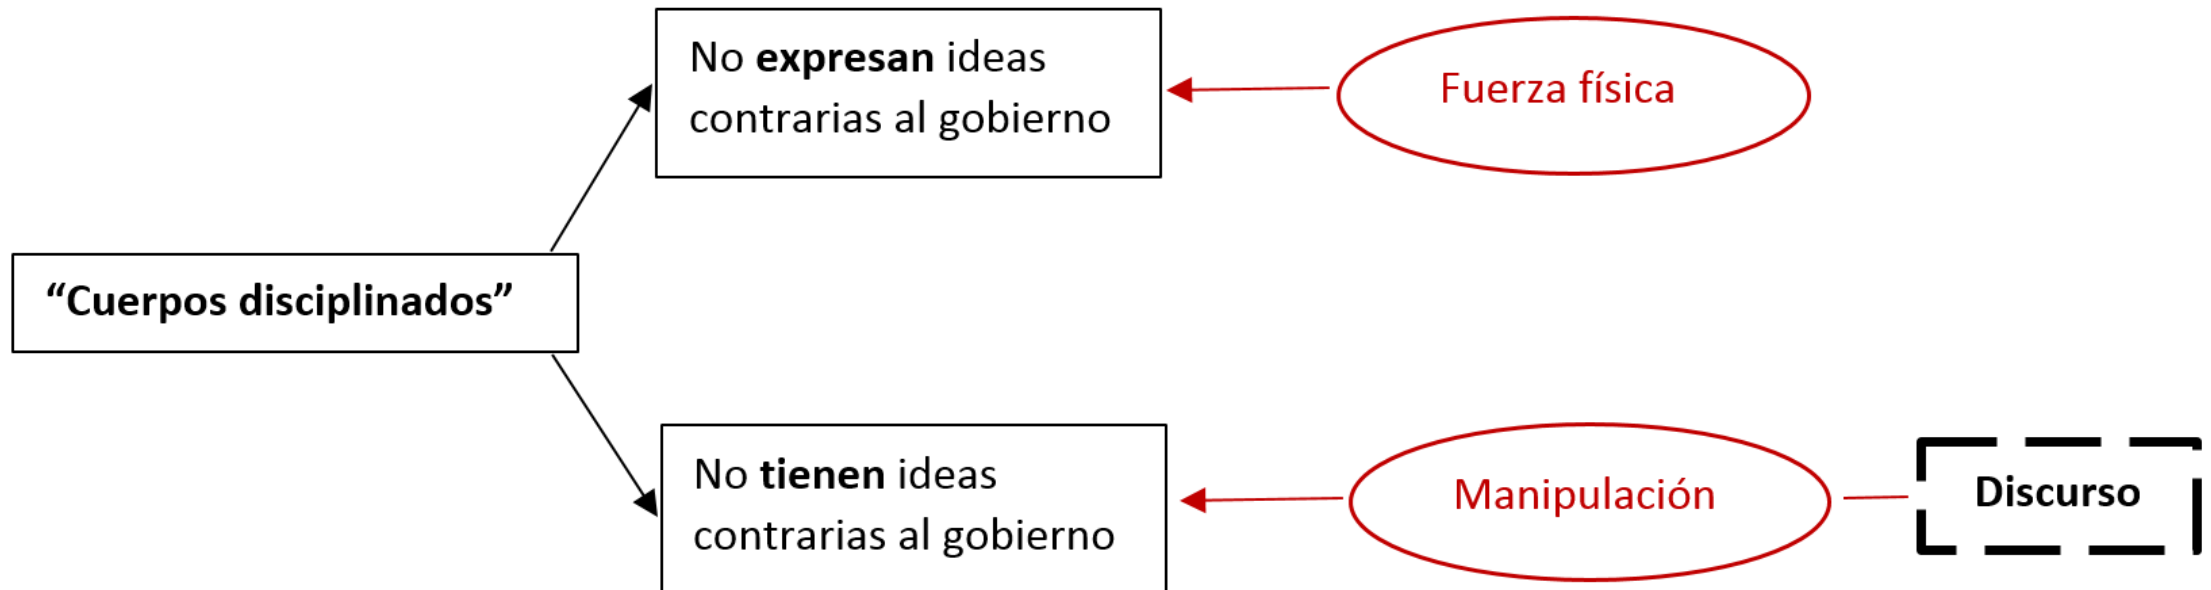 No expresan ideas
contrarias al gobierno
Fuerza física
“Cuerpos disciplinados”
No tienen ideas
contrarias al gobierno
Manipulación
Discurso